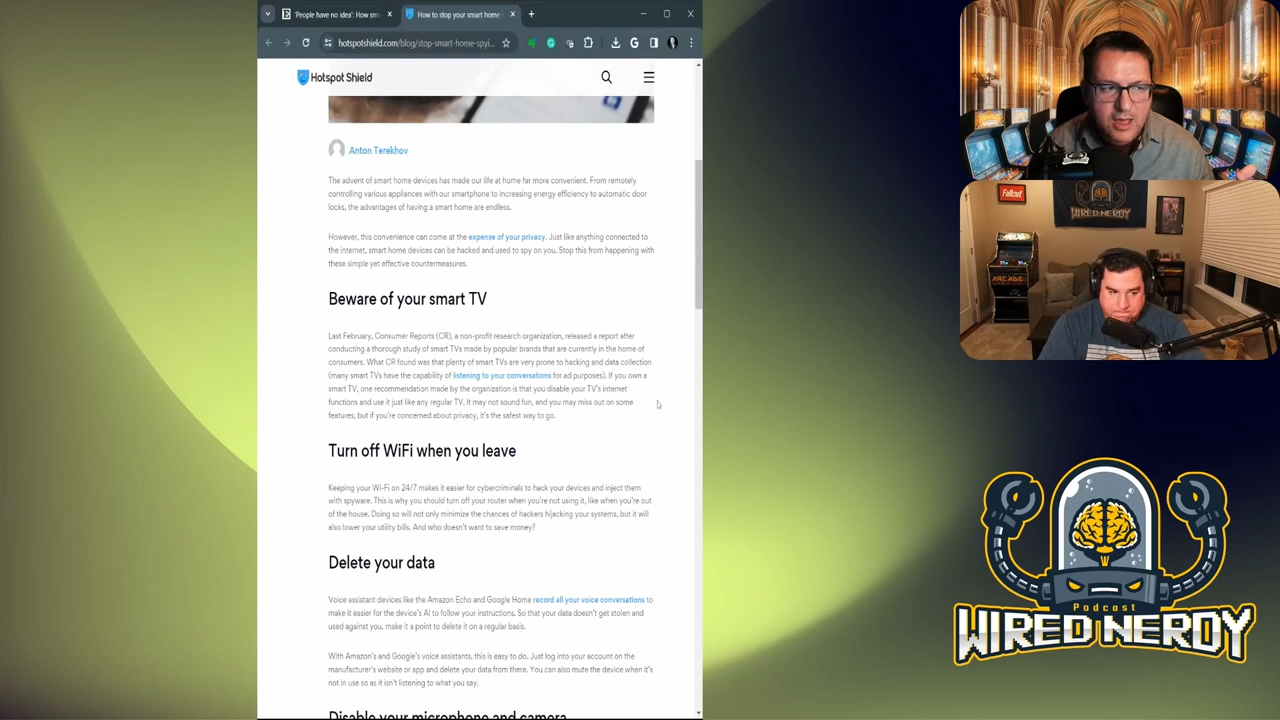 'People have no idea': How sm
How to stop your smart home
hotspotshield.com/blog/stop-smart-home-spyi...
Hotspot Shield
Anton Terekhov
The advent of smart home devices has made our life at home far more convenient. From remotely
controlling various appliances with our smartphone to increasing energy efficiency to automatic door
locks, the advantages of having a smart home are endless.
However, this convenience can come at the expense of your privacy. Just like anything connected to
the internet, smart home devices can be hacked and used to spy on you. Stop this from happening with
these simple yet effective countermeasures.
Beware of your smart TV
Last February, Consumer Reports (CR), a non-profit research organization, released a report after
conducting a thorough study of smart TVs made by popular brands that are currently in the home of
consumers. What CR found was that plenty of smart TVs are very prone to hacking and data collection
(many smart TVs have the capability of listening to your conversations for ad purposes). If you own a
smart TV, one recommendation made by the organization is that you disable your TV's internet
functions and use it just like any regular TV. It may not sound fun, and you may miss out on some
features, but if you're concerned about privacy, it's the safest way to go.
Turn off WiFi when you leave
Keeping your Wi-Fi on 24/7 makes it easier for cybercriminals to hack your devices and inject them
with spyware. This is why you should turn off your router when you're not using it, like when you're out
of the house. Doing so will not only minimize the chances of hackers hijacking your systems, but it will
also lower your utility bills. And who doesn't want to save money?
Delete your data
Voice assistant devices like the Amazon Echo and Google Home record all your voice conversations to
make it easier for the device's AI to follow your instructions. So that your data doesn't get stolen and
used against you, make it a point to delete it on a regular basis.
With Amazon's and Google's voice assistants, this is easy to do. Just log into your account on the
manufacturer's website or app and delete your data from there. You can also mute the device when it's
not in use so as it isn't listening to what you say.
Disable your microphone and camera
Fallout
WIRED NERDY
ARCADE
Podcast
WIRED NERDY